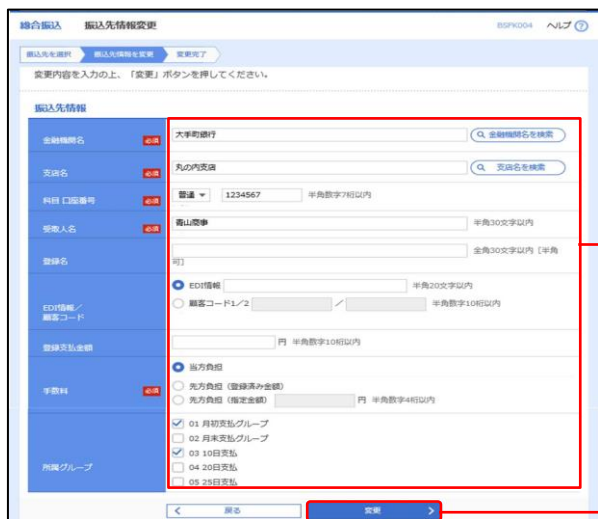 総合振込 振込先情報変更 BSFK004 ヘルプ ?
振込先を選択 振込先情報を変更 変更完了
変更内容を入力の上、「変更」ボタンを押してください。
振込先情報
金融機関名 必須 大手町銀行 金融機関名を検索
支店名 必須 丸の内支店 支店名を検索
科目 口座番号 必須 普通 1234567 半角数字7桁以内
受取人名 必須 青山商事 半角30文字以内
登録名 全角30文字以内［半角
可］
EDI情報／
顧客コード
EDI情報 半角20文字以内
顧客コード1／2 ／ 半角数字10桁以内
登録支払金額 円 半角数字10桁以内
手数料 必須
当方負担
先方負担（登録済み金額）
先方負担（指定金額） 円 半角数字4桁以内
所属グループ
01 月初支払グループ
02 月末支払グループ
03 10日支払
04 20日支払
05 25日支払
戻る 変更